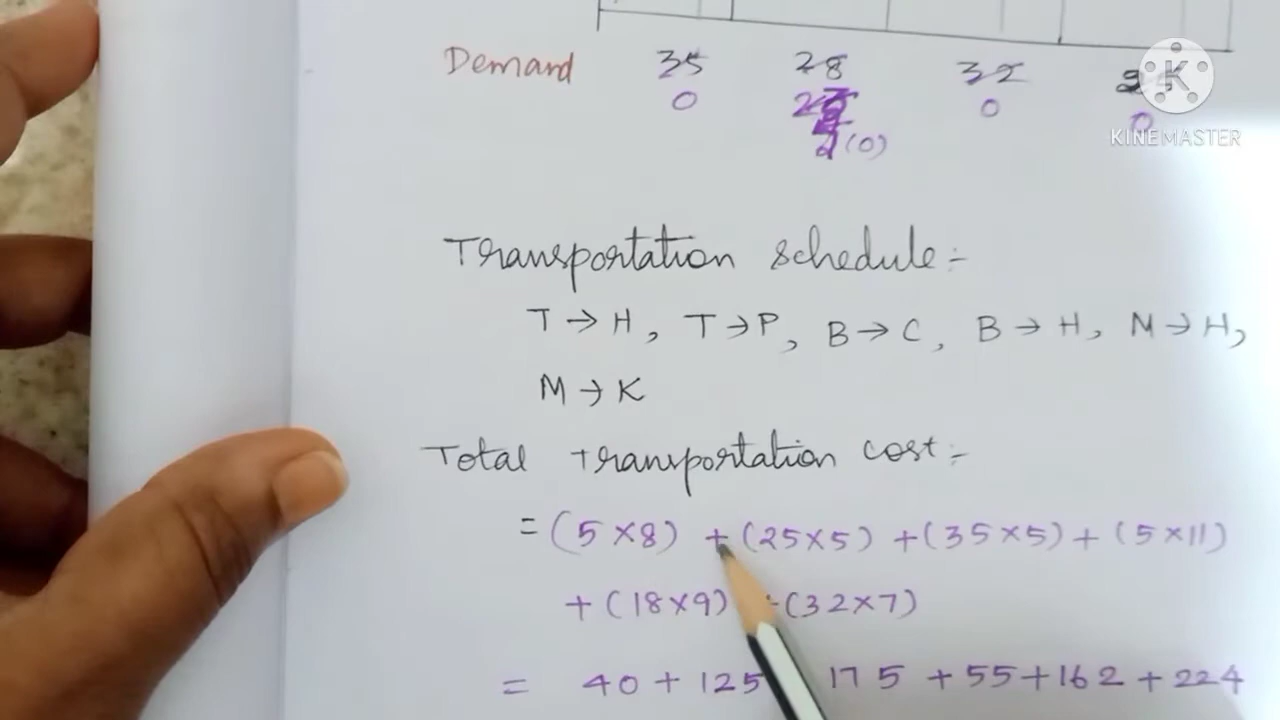 Demand 35 28 32
0 0 0
(0)
KINEMASTER
Transportation schedule:-
T → H, T → P, B → C, B → H, M → H,
M → K
Total transportation cost:-
= (5 × 8) + (25 × 5) + (35 × 5) + (5 × 11)
+ (18 × 9) (32 × 7)
= 40 + 125 175 + 55 + 162 + 224